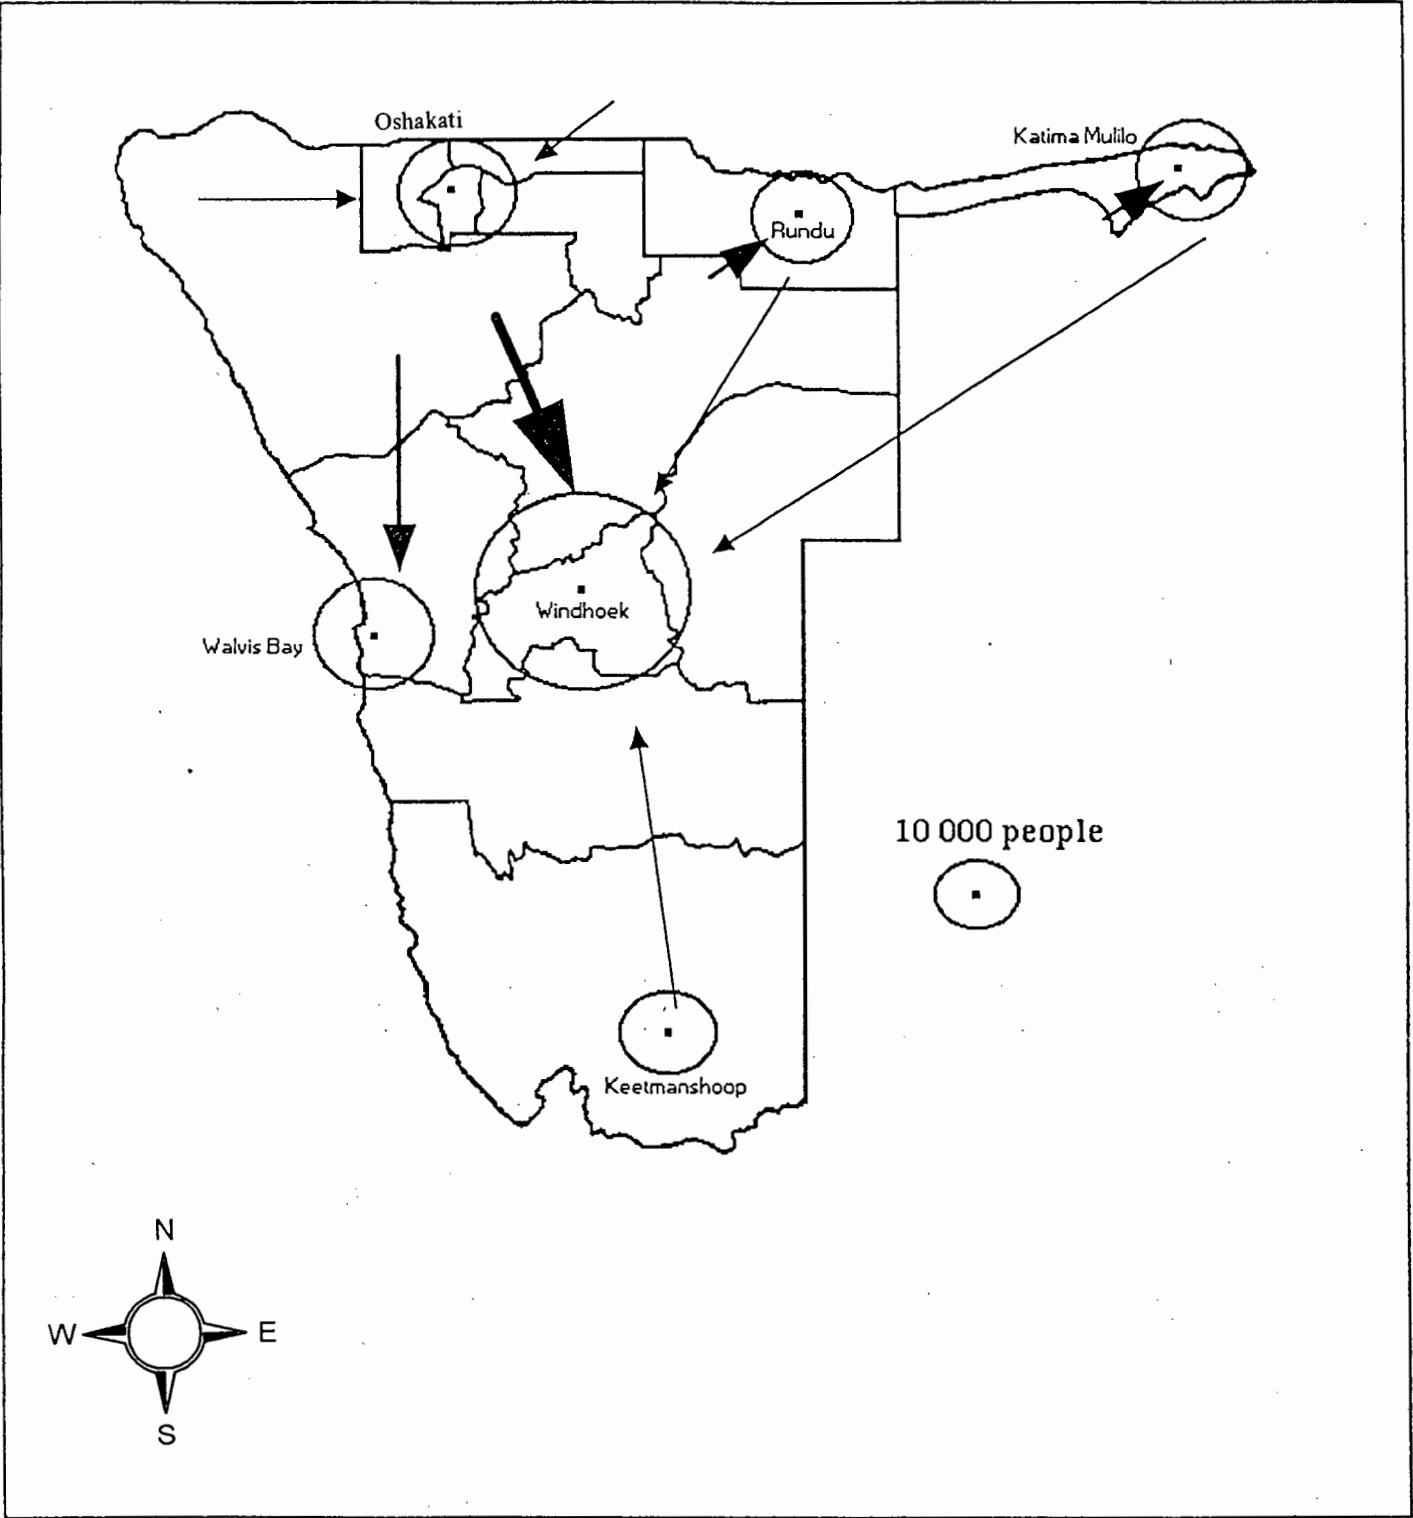 Oshakati
Katima Mulilo
Rundu
Windhoek
Walvis Bay
10 000 people
Keetmanshoop
N
W
E
S